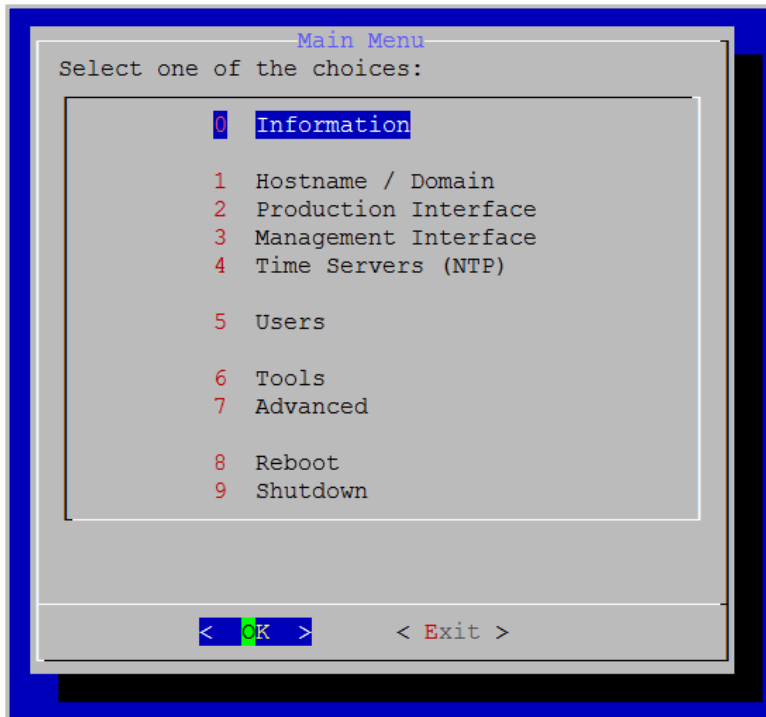 Main Menu
Select one of the choices:
0 Information
1 Hostname / Domain
2 Production Interface
3 Management Interface
4 Time Servers (NTP)
5 Users
6 Tools
7 Advanced
8 Reboot
9 Shutdown
< OK > < Exit >